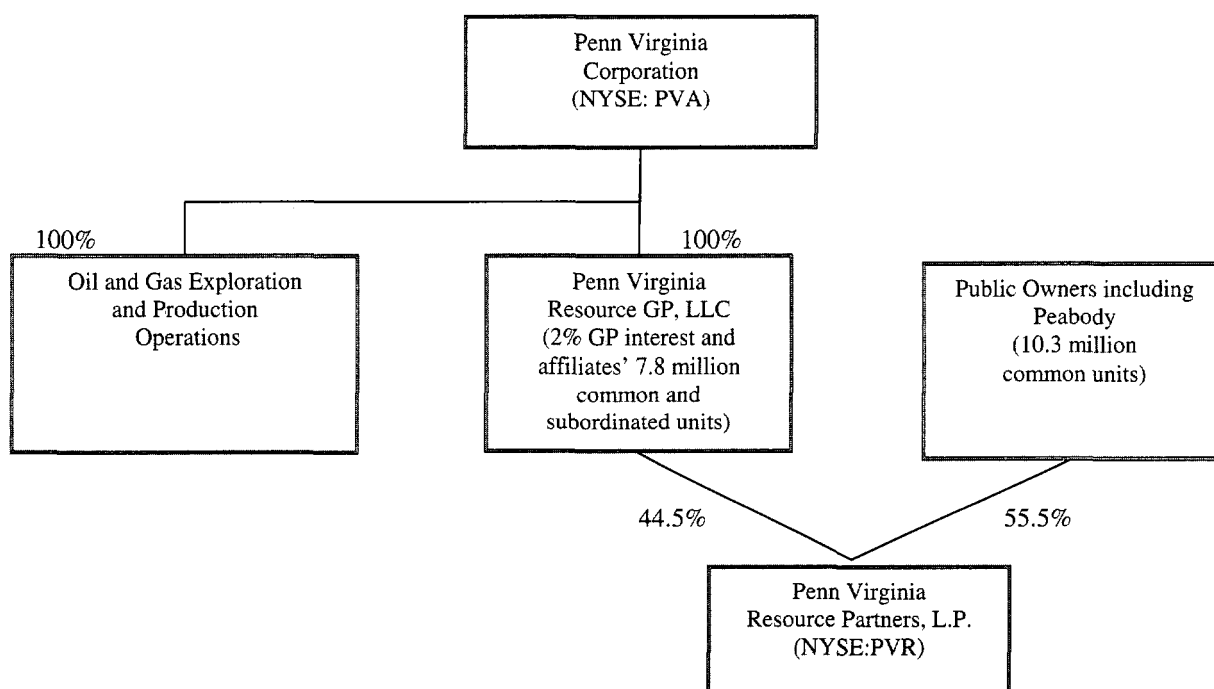 Penn Virginia
Corporation
(NYSE: PVA)
100%
100%
Oil and Gas Exploration
and Production
Operations
Penn Virginia
Resource GP, LLC
(2% GP interest and
affiliates’ 7.8 million
common and
subordinated units)
Public Owners including
Peabody
(10.3 million
common units)
44.5%
55.5%
Penn Virginia
Resource Partners, L.P.
(NYSE:PVR)